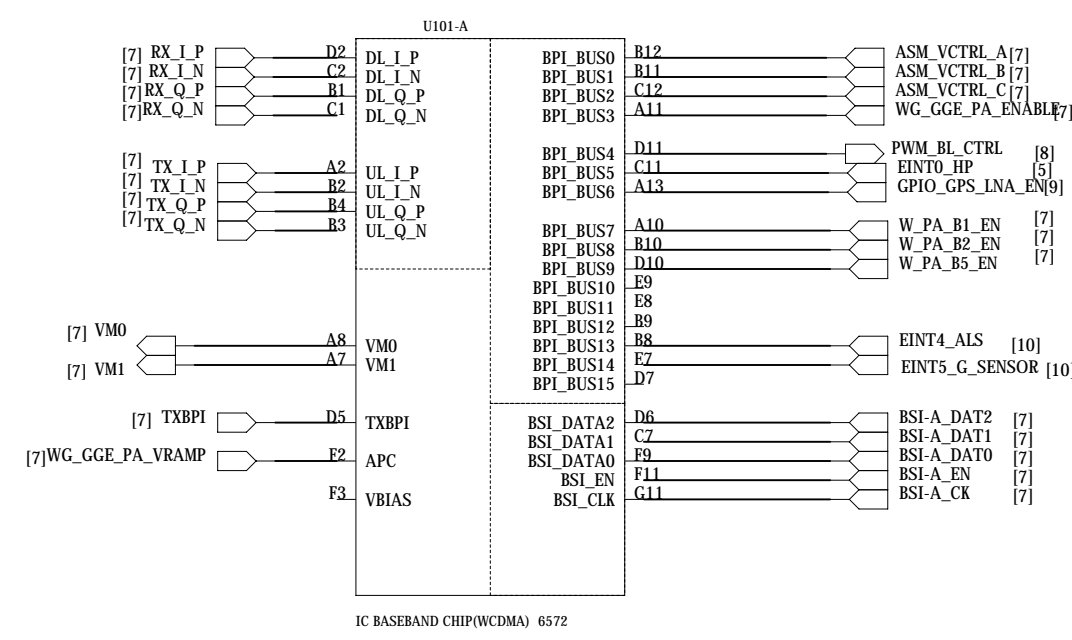 U101-A
[7] RX_I_P D2 DL_I_P BPI_BUS0 B12 ASM_VCTRL_A [7]
[7] RX_I_N C2 DL_I_N BPI_BUS1 B11 ASM_VCTRL_B [7]
[7] RX_Q_P B1 DL_Q_P BPI_BUS2 C12 ASM_VCTRL_C [7]
[7] RX_Q_N C1 DL_Q_N BPI_BUS3 A11 WG_GGE_PA_ENABLE [7]
BPI_BUS4 D11 PWM_BL_CTRL [8]
[7] TX_I_P A2 UL_I_P BPI_BUS5 C11 EINT0_HP [5]
[7] TX_I_N B2 UL_I_N BPI_BUS6 A13 GPIO_GPS_LNA_EN [9]
[7] TX_Q_P B4 UL_Q_P
[7] TX_Q_N B3 UL_Q_N BPI_BUS7 A10 W_PA_B1_EN [7]
BPI_BUS8 B10 W_PA_B2_EN [7]
BPI_BUS9 D10 W_PA_B5_EN [7]
BPI_BUS10 E9
BPI_BUS11 E8
BPI_BUS12 B9
[7] VM0 A8 VM0 BPI_BUS13 B8 EINT4_ALS [10]
[7] VM1 A7 VM1 BPI_BUS14 E7 EINT5_G_SENSOR [10]
BPI_BUS15 D7
[7] TXBPI D5 TXBPI BSI_DATA2 D6 BSI-A_DAT2 [7]
BSI_DATA1 C7 BSI-A_DAT1 [7]
[7] WG_GGE_PA_VRAMP E2 APC BSI_DATA0 F9 BSI-A_DAT0 [7]
BSI_EN F11 BSI-A_EN [7]
F3 VBIAS BSI_CLK G11 BSI-A_CK [7]
IC BASEBAND CHIP(WCDMA) 6572